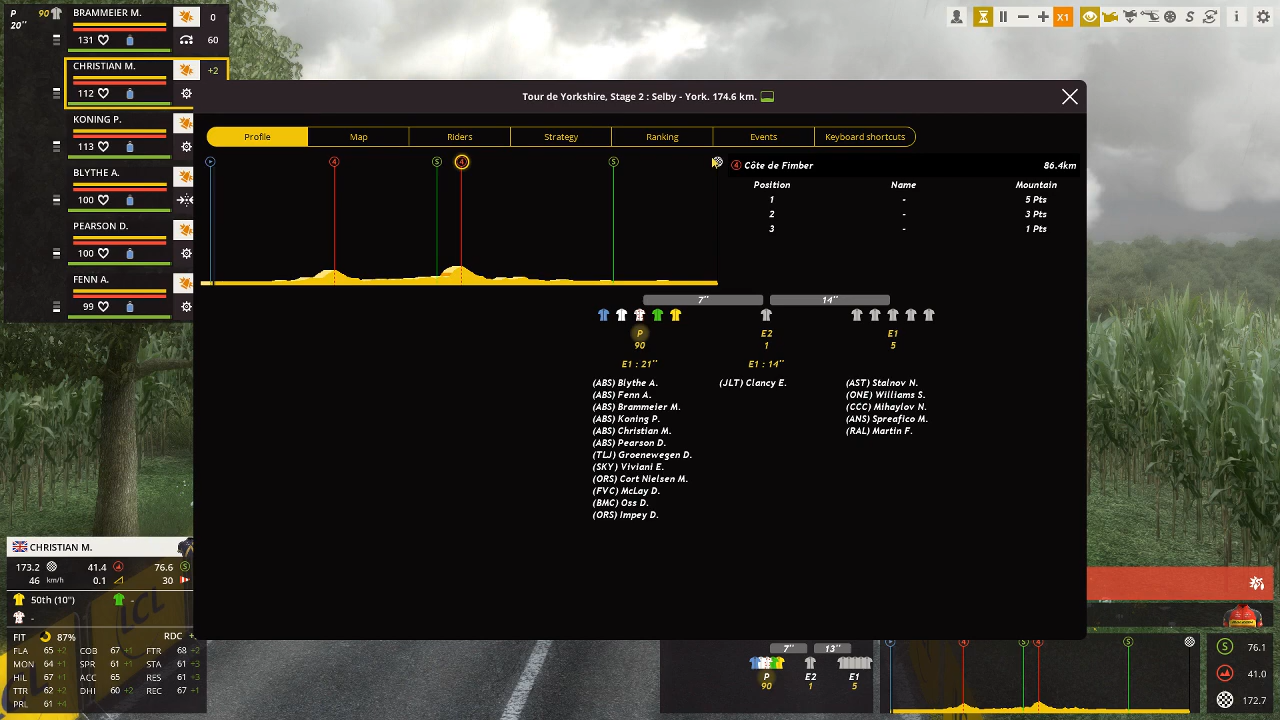 P 90
20''
BRAMMEIER M. 0
131 60
CHRISTIAN M. +2
112
KONING P.
113
BLYTHE A.
100
PEARSON D.
100
FENN A.
99
X1
Tour de Yorkshire, Stage 2 : Selby - York. 174.6 km.
Profile Map Riders Strategy Ranking Events Keyboard shortcuts
4 S 4 S
4 Côte de Fimber 86.4km
Position Name Mountain
1 - 5 Pts
2 - 3 Pts
3 - 1 Pts
7'' 14''
P E2 E1
90 1 5
E1 : 21'' E1 : 14''
(ABS) Blythe A. (JLT) Clancy E. (AST) Stalnov N.
(ABS) Fenn A. (ONE) Williams S.
(ABS) Brammeier M. (CCC) Mihaylov N.
(ABS) Koning P. (ANS) Spreafico M.
(ABS) Christian M. (RAL) Martin F.
(ABS) Pearson D.
(TLJ) Groenewegen D.
(SKY) Viviani E.
(ORS) Cort Nielsen M.
(FVC) McLay D.
(BMC) Oss D.
(ORS) Impey D.
CHRISTIAN M.
173.2 41.4 76.6 S
46 km/h 0.1 30
50th (10'') -
-
FIT 87% RDC
FLA 65 +2 COB 67 +1 FTR 68 +2
MON 64 +1 SPR 61 +1 STA 61 +3
HIL 67 +1 ACC 65 RES 61 +3
TTR 62 +2 DHI 60 +2 REC 67 +1
PRL 61 +4
LCL
7'' 13''
P E2 E1
90 1 5
4 S 4 S
S 76.1
41.0
172.7